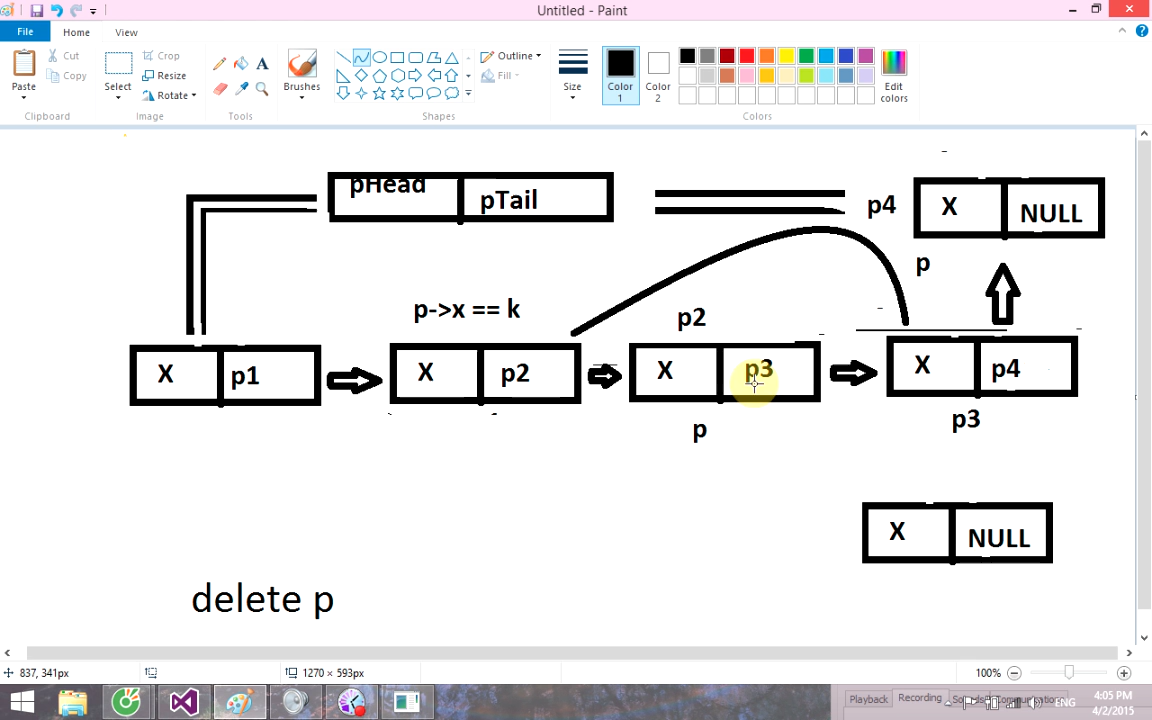 Untitled - Paint
File
Home
View
Paste
Cut
Copy
Clipboard
Select
Crop
Resize
Rotate
Image
Tools
Brushes
Outline
Fill
Shapes
Size
Color 1
Color 2
Edit colors
Colors
pHead pTail
p4 X NULL
p
p->x == k
p2
X p1
X p2
X p3
X p4
p
p3
X NULL
delete p
837, 341px
1270 × 593px
100%
Playback
Recording
ENG
4:05 PM
4/2/2015